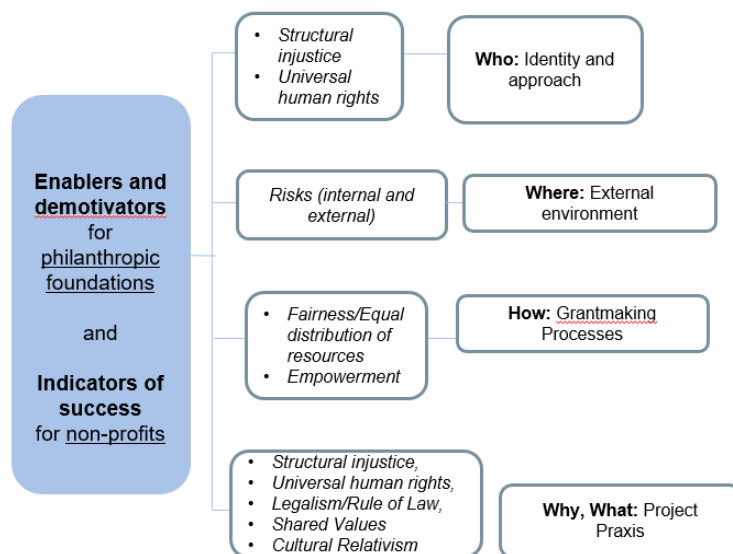 Enablers and
demotivators
for
philanthropic
foundations
and
Indicators of
success
for non-profits
• Structural
injustice
• Universal
human rights
Who: Identity and
approach
Risks (internal and
external)
Where: External
environment
• Fairness/Equal
distribution of
resources
• Empowerment
How: Grantmaking
Processes
• Structural injustice,
• Universal human rights,
• Legalism/Rule of Law,
• Shared Values
• Cultural Relativism
Why, What: Project
Praxis